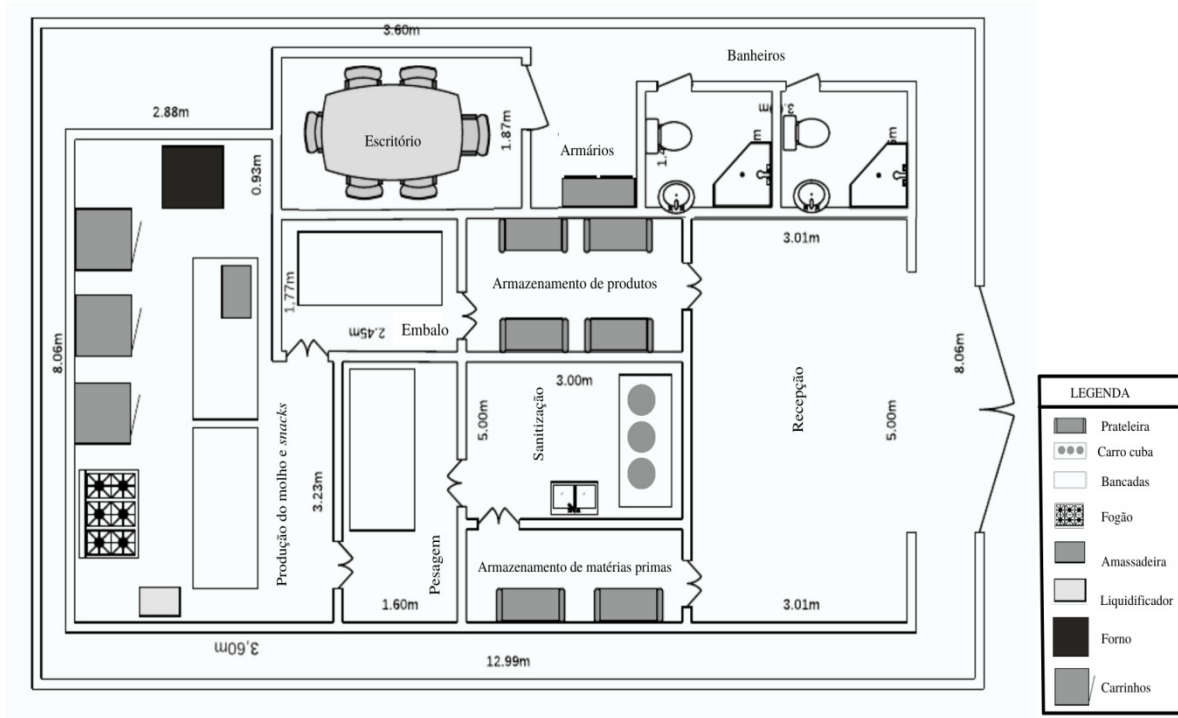 3.60m
Banheiros
2.88m
Escritório
1.87m
Armários
0.93m
3.01m
Armazenamento de produtos
1.77m
2.45m
Embalo
8.06m
8.06m
3.00m
5.00m
Sanitização
Recepção
5.00m
Produção do molho e snacks
3.23m
Pesagem
Armazenamento de matérias primas
1.60m
3.01m
3,60m
12.99m
LEGENDA
Prateleira
Carro cuba
Bancadas
Fogão
Amassadeira
Liquidificador
Forno
Carrinhos